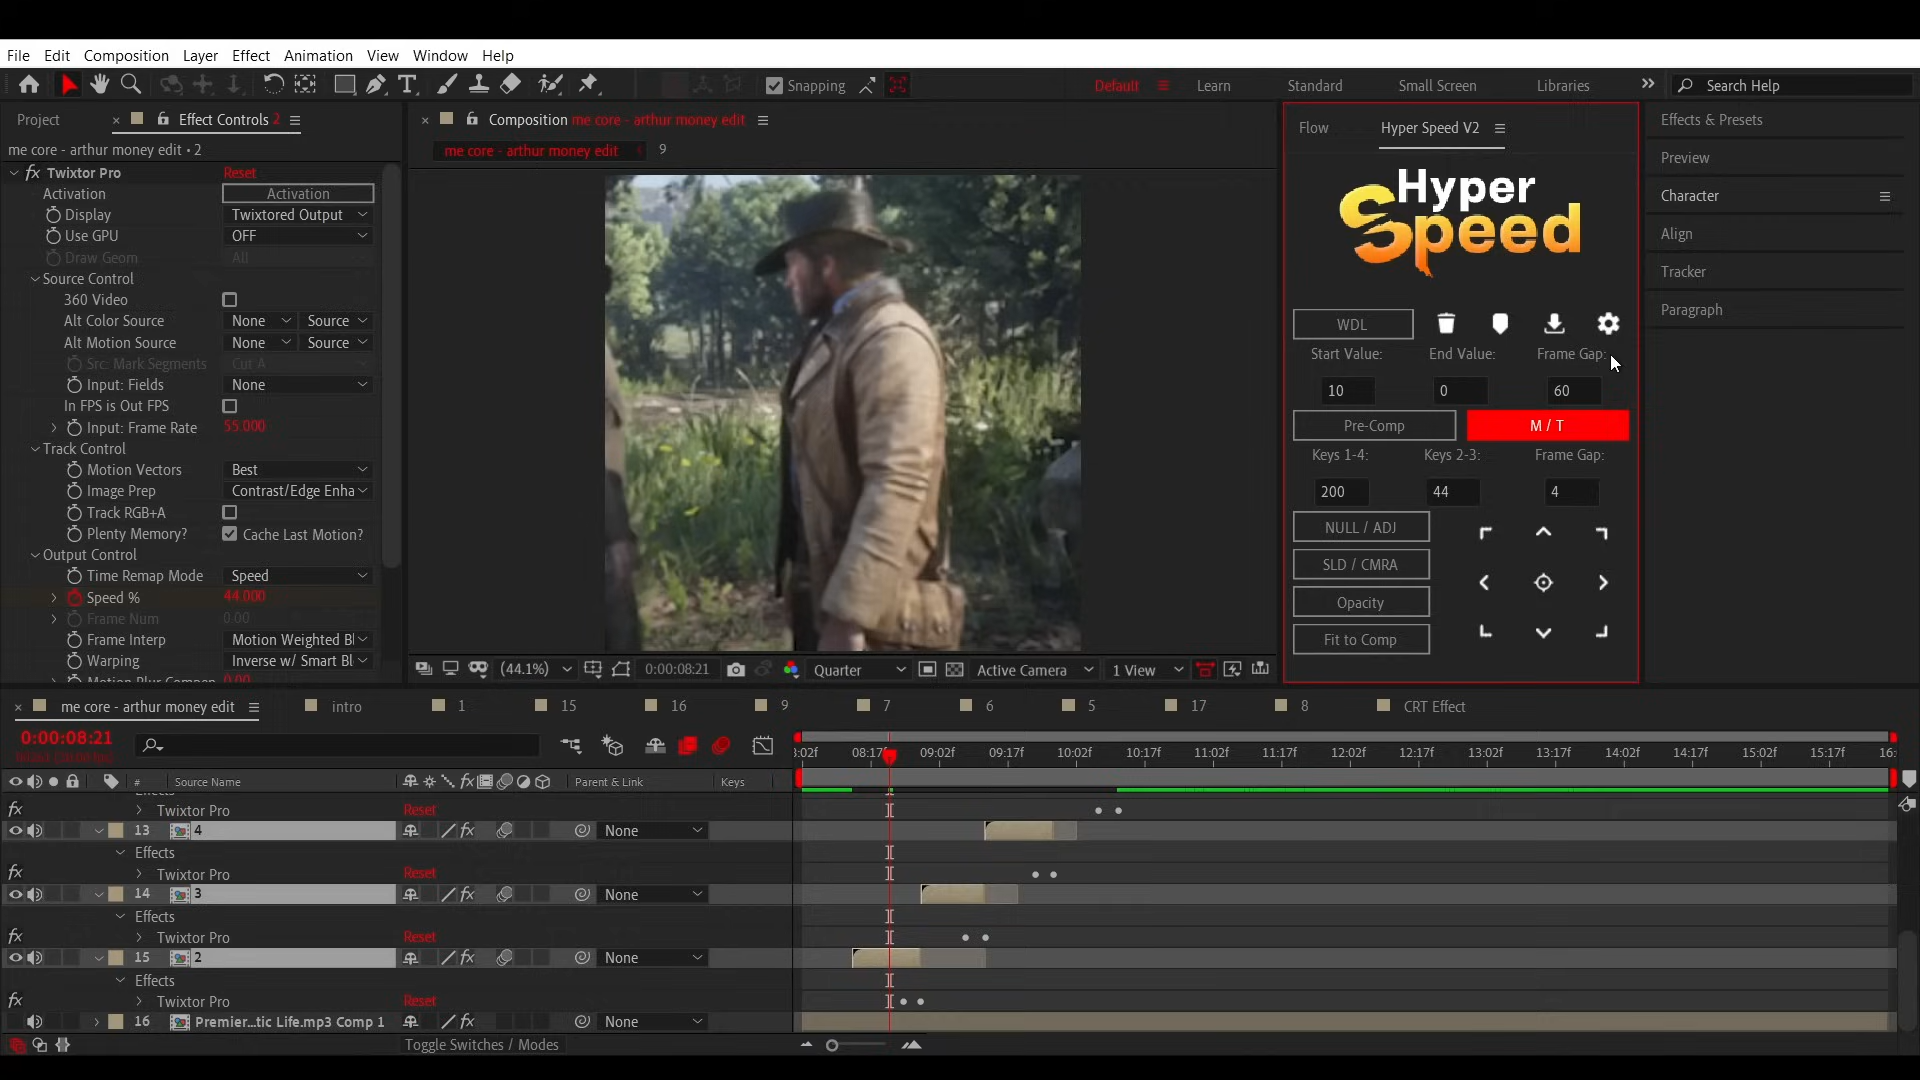 File Edit Composition Layer Effect Animation View Window Help
Snapping Default Learn Standard Small Screen Libraries Search Help
Project Effect Controls 2
me core - arthur money edit • 2
fx Twixtor Pro Reset
Activation Activation
Display Twixtored Output
Use GPU OFF
Draw Geom All
Source Control
360 Video
Alt Color Source None Source
Alt Motion Source None Source
Src: Mark Segments Cut A
Input: Fields None
In FPS is Out FPS
Input: Frame Rate 55.000
Track Control
Motion Vectors Best
Image Prep Contrast/Edge Enha
Track RGB+A
Plenty Memory? Cache Last Motion?
Output Control
Time Remap Mode Speed
Speed % 44.000
Frame Num 0.00
Frame Interp Motion Weighted Bl
Warping Inverse w/ Smart Bl
Motion Blur Compen 0.00
Composition me core - arthur money edit
me core - arthur money edit 9
(44.1%) 0:00:08:21 Quarter Active Camera 1 View
Flow Hyper Speed V2
Hyper
Speed
WDL
Start Value: End Value: Frame Gap:
10 0 60
Pre-Comp M / T
Keys 1-4: Keys 2-3: Frame Gap:
200 44 4
NULL / ADJ
SLD / CMRA
Opacity
Fit to Comp
Effects & Presets
Preview
Character
Align
Tracker
Paragraph
me core - arthur money edit intro 1 15 16 9 7 6 5 17 8 CRT Effect
0:00:08:21
3:02f 08:17f 09:02f 09:17f 10:02f 10:17f 11:02f 11:17f 12:02f 12:17f 13:02f 13:17f 14:02f 14:17f 15:02f 15:17f 16:
# Source Name fx Parent & Link Keys
Effects
fx Twixtor Pro Reset
13 4 fx None
Effects
fx Twixtor Pro Reset
14 3 fx None
Effects
fx Twixtor Pro Reset
15 2 fx None
Effects
fx Twixtor Pro Reset
16 Premier...tic Life.mp3 Comp 1 fx None
Toggle Switches / Modes